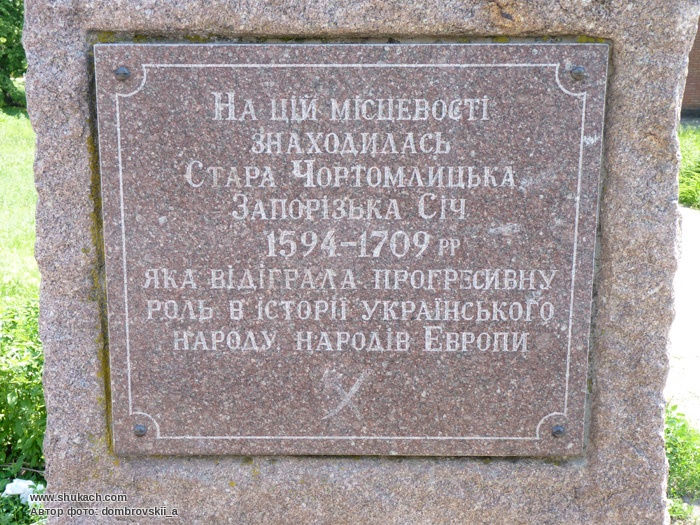 На цій місцевості
знаходилась
Стара Чортомлицька
Запорізька Січ
1594–1709 рр
яка відіграла прогресивну
роль в історії українського
народу, народів Европи
www.shukach.com
Автор фото: dombrovskii_a